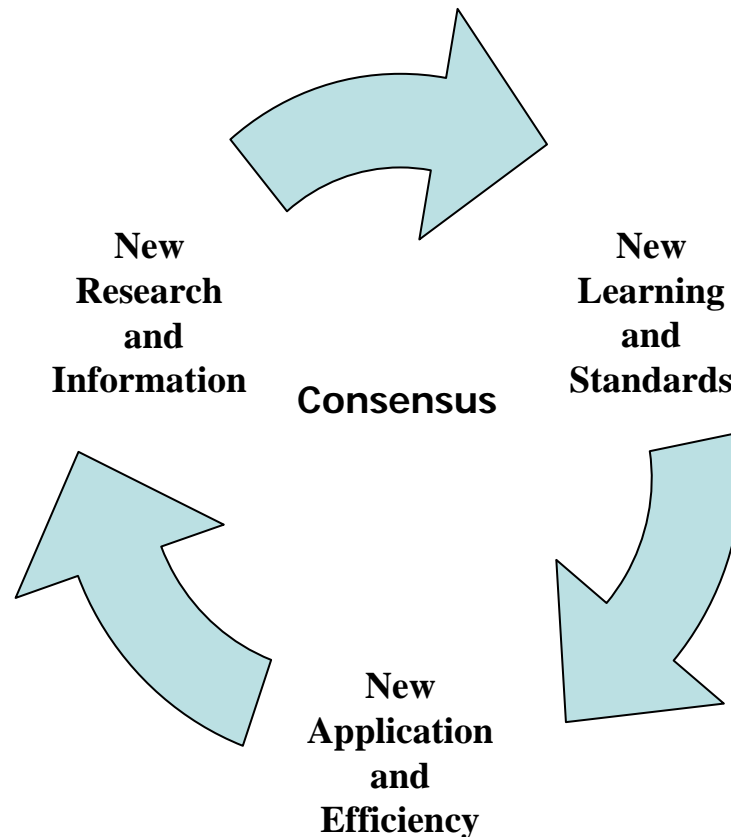 New
Research
and
Information
New
Learning
and
Standards
Consensus
New
Application
and
Efficiency